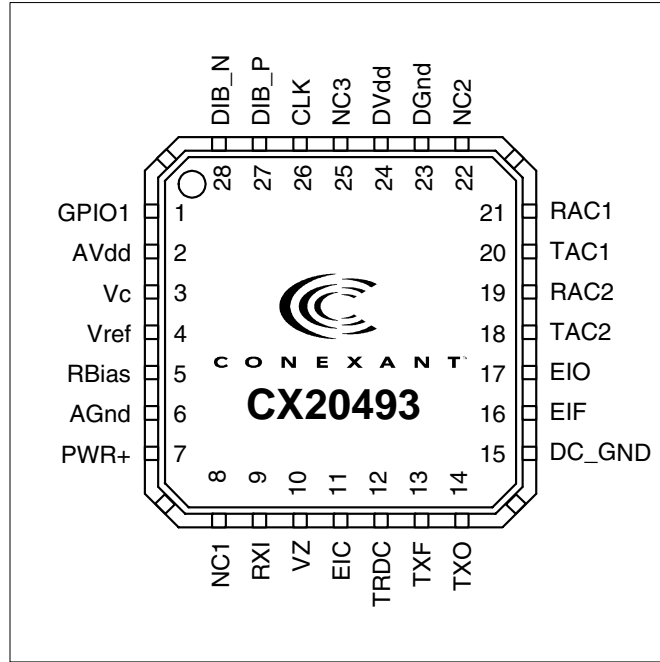 DIB_N DIB_P CLK NC3 DVdd DGnd NC2
28 27 26 25 24 23 22
GPIO1 1 21 RAC1
AVdd 2 20 TAC1
Vc 3 19 RAC2
Vref 4 18 TAC2
RBias 5 17 EIO
AGnd 6 16 EIF
PWR+ 7 15 DC_GND
CONEXANT™
CX20493
8 9 10 11 12 13 14
NC1 RXI VZ EIC TRDC TXF TXO